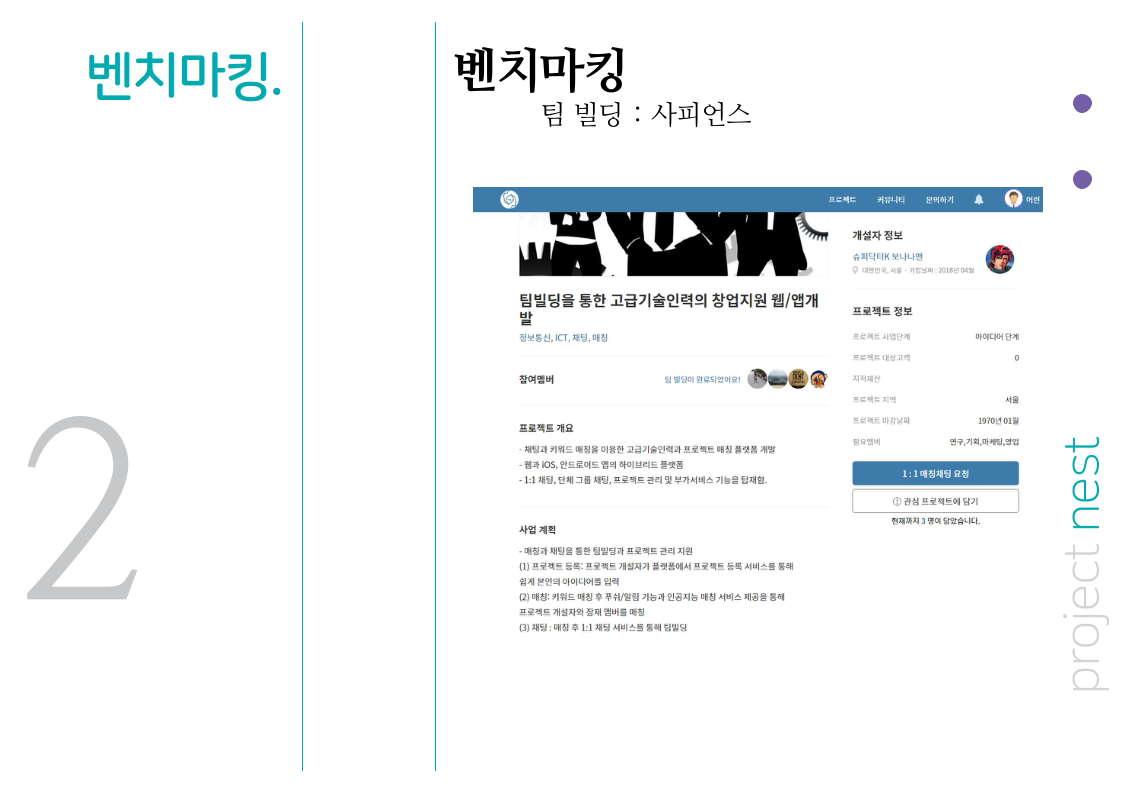 벤치마킹.
2
벤치마킹
팀 빌딩 : 사피언스
프로젝트 커뮤니티 문의하기 어린
팀빌딩을 통한 고급기술인력의 창업지원 웹/앱개
발
정보통신, ICT, 채팅, 매칭
참여멤버 팀 빌딩이 완료되었어요!
프로젝트 개요
- 채팅과 키워드 매칭을 이용한 고급기술인력과 프로젝트 매칭 플랫폼 개발
- 웹과 iOS, 안드로이드 앱의 하이브리드 플랫폼
- 1:1 채팅, 단체 그룹 채팅, 프로젝트 관리 및 부가서비스 기능을 탑재함.
사업 계획
- 매칭과 채팅을 통한 팀빌딩과 프로젝트 관리 지원
(1) 프로젝트 등록: 프로젝트 개설자가 플랫폼에서 프로젝트 등록 서비스를 통해
쉽게 본인의 아이디어를 입력
(2) 매칭: 키워드 매칭 후 푸쉬/알람 기능과 인공지능 매칭 서비스 제공을 통해
프로젝트 개설자와 잠재 멤버를 매칭
(3) 채팅 : 매칭 후 1:1 채팅 서비스를 통해 팀빌딩
개설자 정보
슈퍼닥터K 보나나맨
대한민국, 서울 · 가입날짜 : 2018년 04월
프로젝트 정보
프로젝트 사업단계 아이디어 단계
프로젝트 대상고객 0
지적재산
프로젝트 지역 서울
프로젝트 마감날짜 1970년 01월
필요멤버 연구,기획,마케팅,영업
1 : 1 매칭채팅 요청
관심 프로젝트에 담기
현재까지 3 명이 담았습니다.
project nest